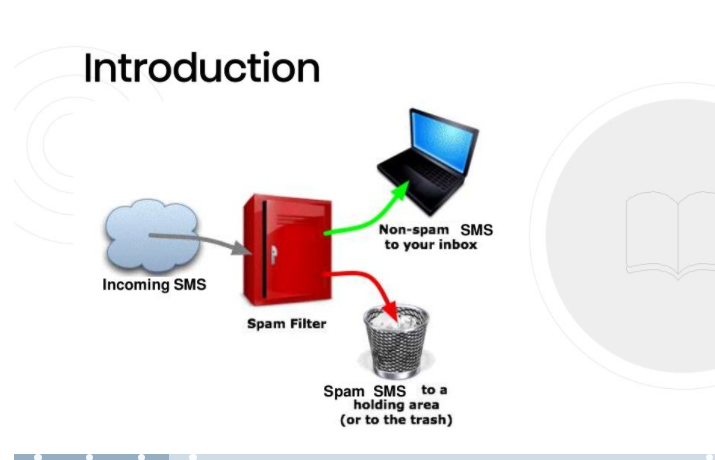 Introduction
Non-spam SMS
to your inbox
Incoming SMS
Spam Filter
Spam SMS to a
holding area
(or to the trash)